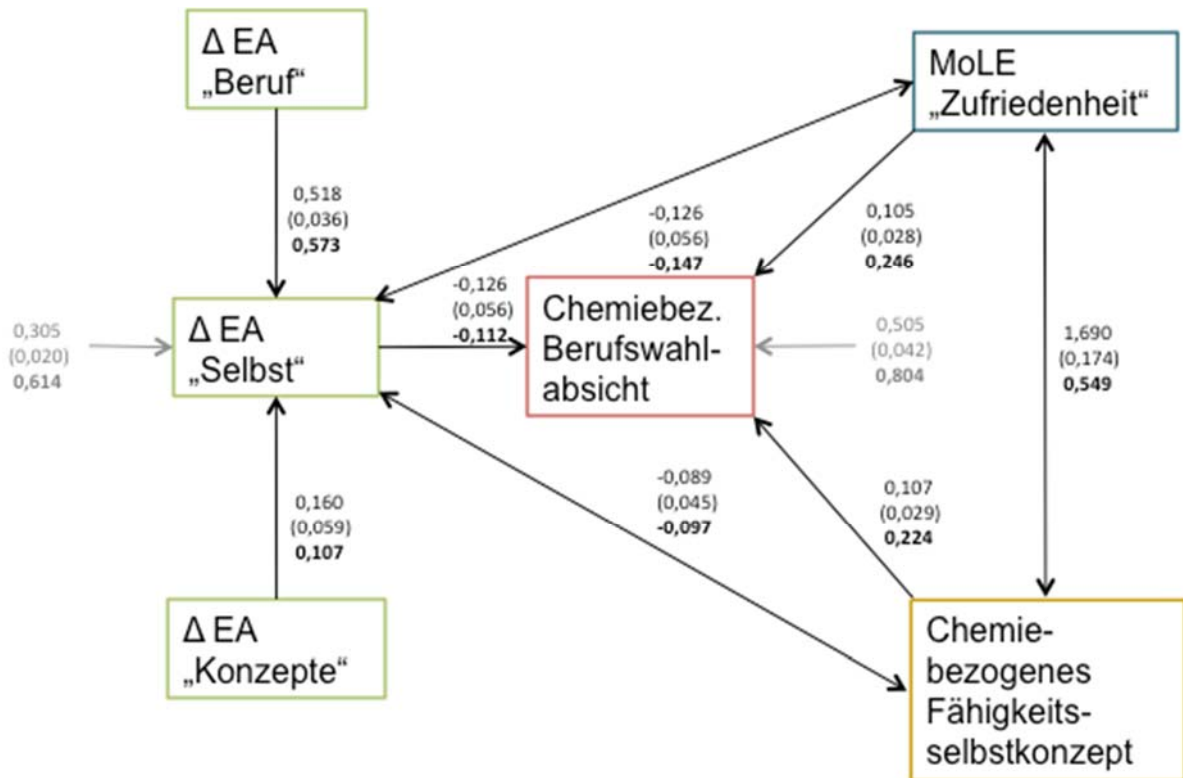 Δ EA
„Beruf“
MoLE
„Zufriedenheit“
0,518
(0,036)
0,573
-0,126
(0,056)
-0,147
0,105
(0,028)
0,246
-0,126
(0,056)
-0,112
Δ EA
„Selbst“
Chemiebez.
Berufswahl-
absicht
0,305
(0,020)
0,614
0,505
(0,042)
0,804
1,690
(0,174)
0,549
0,160
(0,059)
0,107
-0,089
(0,045)
-0,097
0,107
(0,029)
0,224
Δ EA
„Konzepte“
Chemie-
bezogenes
Fähigkeits-
selbstkonzept